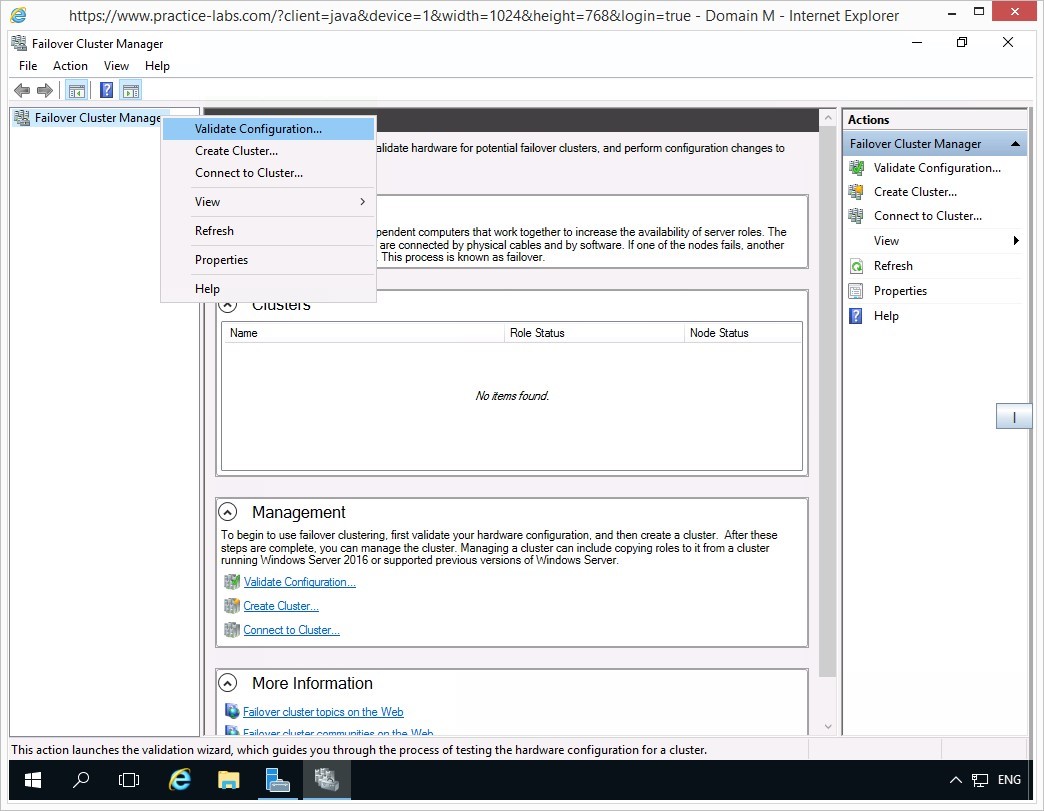 https://www.practice-labs.com/?client=java&device=1&width=1024&height=768&login=true - Domain M - Internet Explorer
Failover Cluster Manager
File Action View Help
Failover Cluster Manage
Validate Configuration...
Create Cluster...
Connect to Cluster...
View
Refresh
Properties
Help
alidate hardware for potential failover clusters, and perform configuration changes to
pendent computers that work together to increase the availability of server roles. The
are connected by physical cables and by software. If one of the nodes fails, another
This process is known as failover.
Clusters
Name Role Status Node Status
No items found.
Management
To begin to use failover clustering, first validate your hardware configuration, and then create a cluster. After these
steps are complete, you can manage the cluster. Managing a cluster can include copying roles to it from a cluster
running Windows Server 2016 or supported previous versions of Windows Server.
Validate Configuration...
Create Cluster...
Connect to Cluster...
More Information
Failover cluster topics on the Web
Failover cluster communities on the Web
Actions
Failover Cluster Manager
Validate Configuration...
Create Cluster...
Connect to Cluster...
View
Refresh
Properties
Help
This action launches the validation wizard, which guides you through the process of testing the hardware configuration for a cluster.
ENG